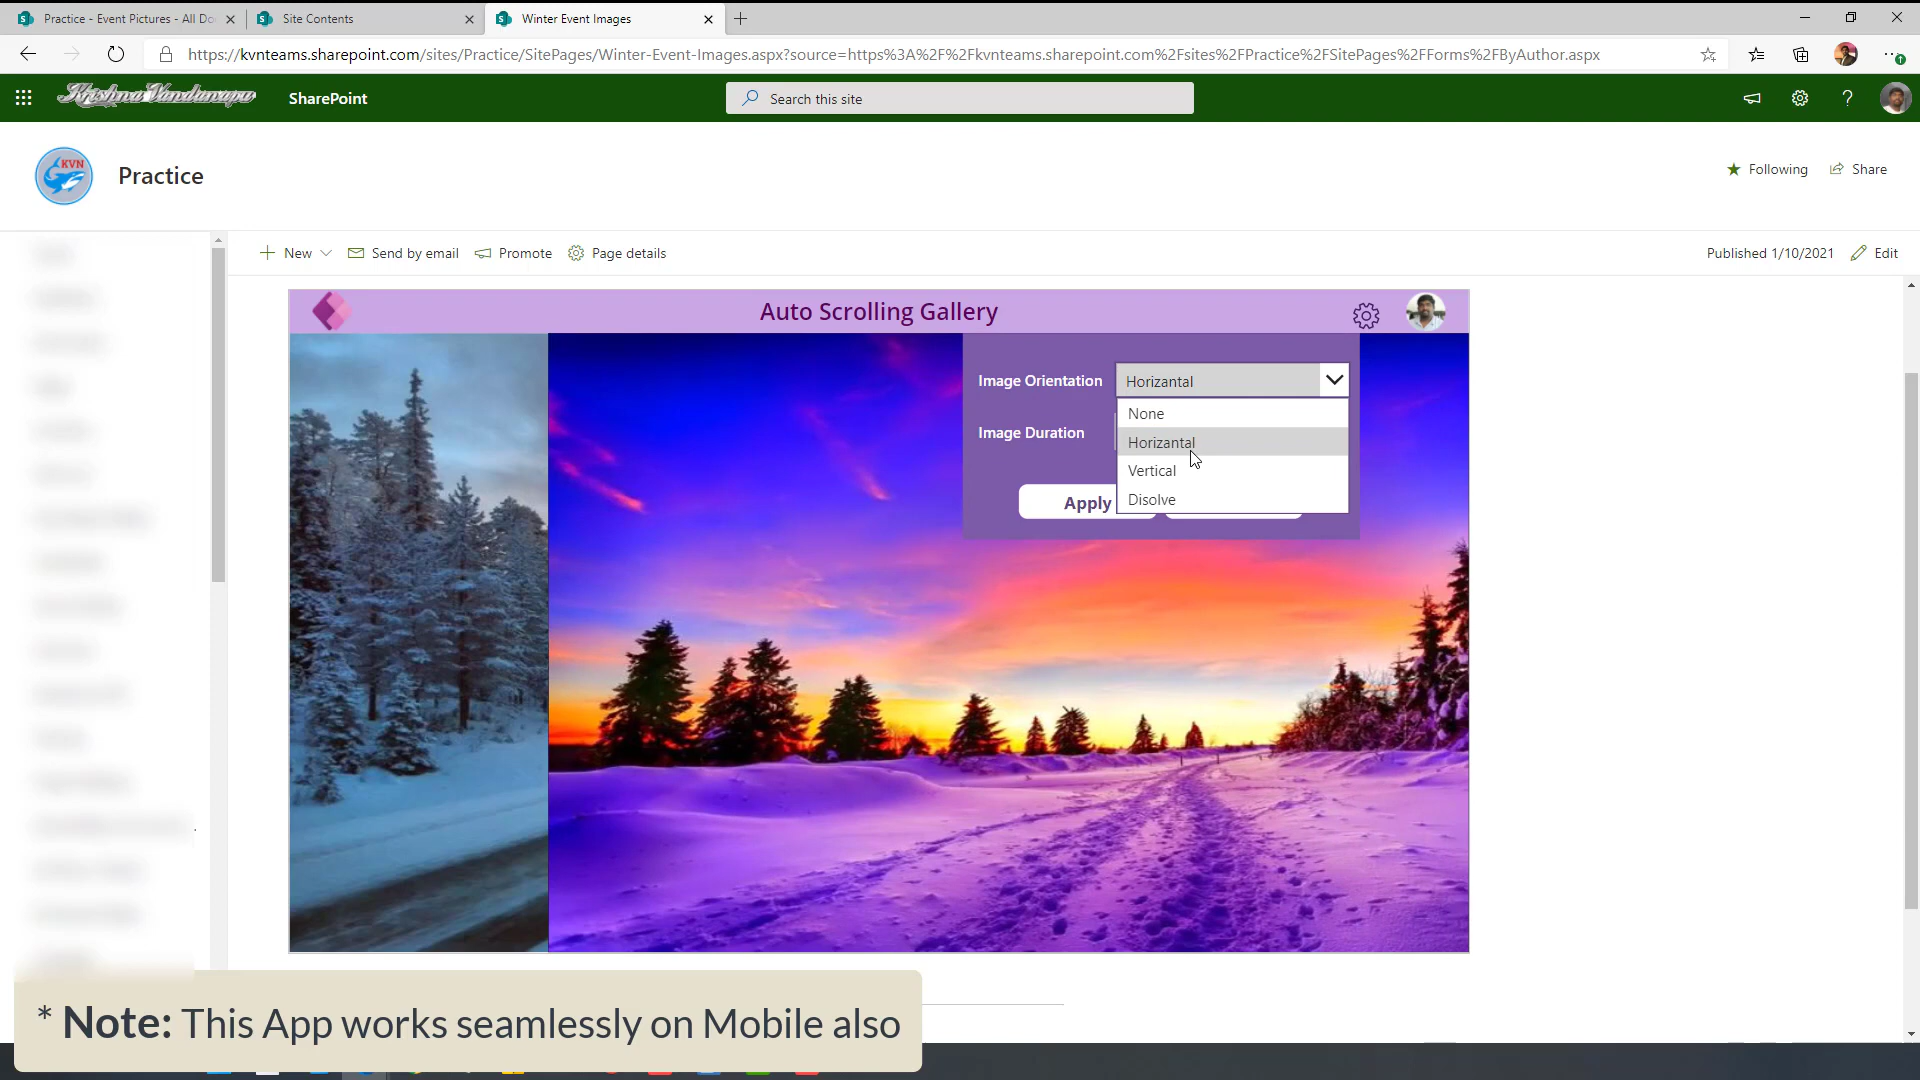 Practice - Event Pictures - All Do
Site Contents
Winter Event Images
https://kvnteams.sharepoint.com/sites/Practice/SitePages/Winter-Event-Images.aspx?source=https%3A%2F%2Fkvnteams.sharepoint.com%2Fsites%2FPractice%2FSitePages%2FForms%2FByAuthor.aspx
Krishna Vandanapu
SharePoint
Search this site
KVN
Practice
Following
Share
New
Send by email
Promote
Page details
Published 1/10/2021
Edit
Auto Scrolling Gallery
Image Orientation
Horizantal
None
Image Duration
Horizantal
Vertical
Disolve
Apply
* Note: This App works seamlessly on Mobile also